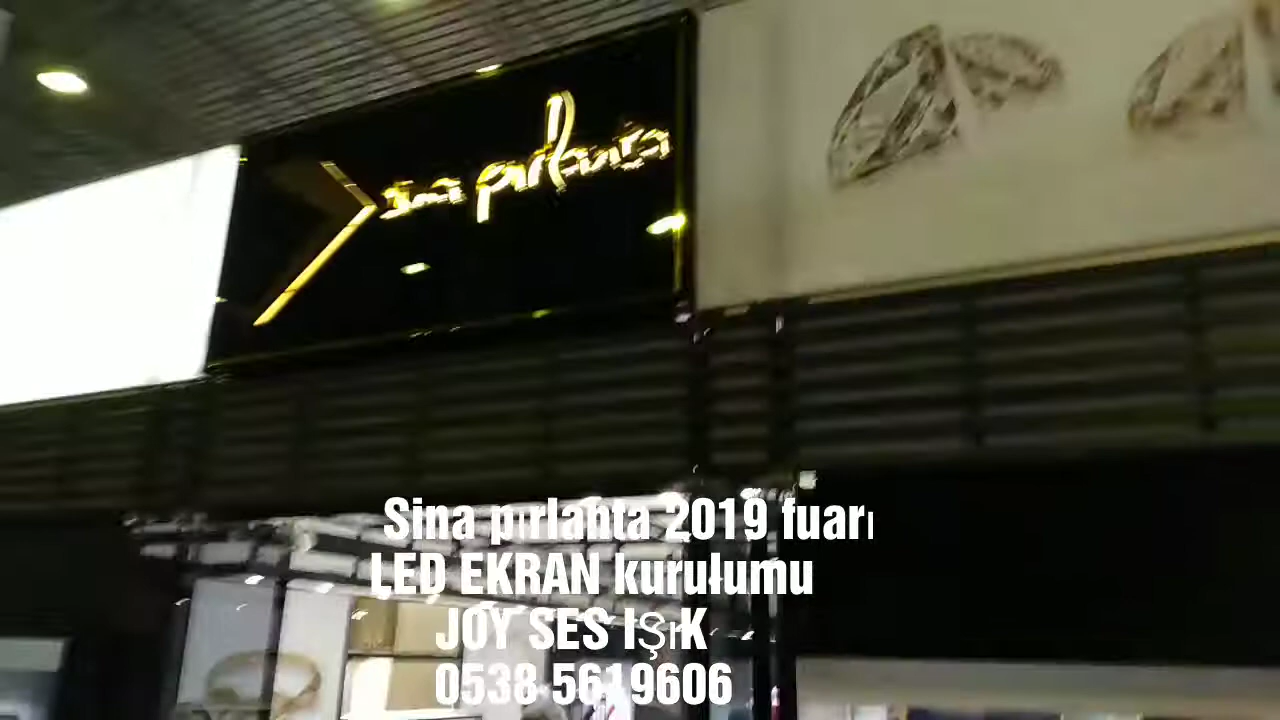 sina pırlanta
Sina pırlanta 2019 fuarı
LED EKRAN kurulumu
JOY SES IŞıK
0538 5619606